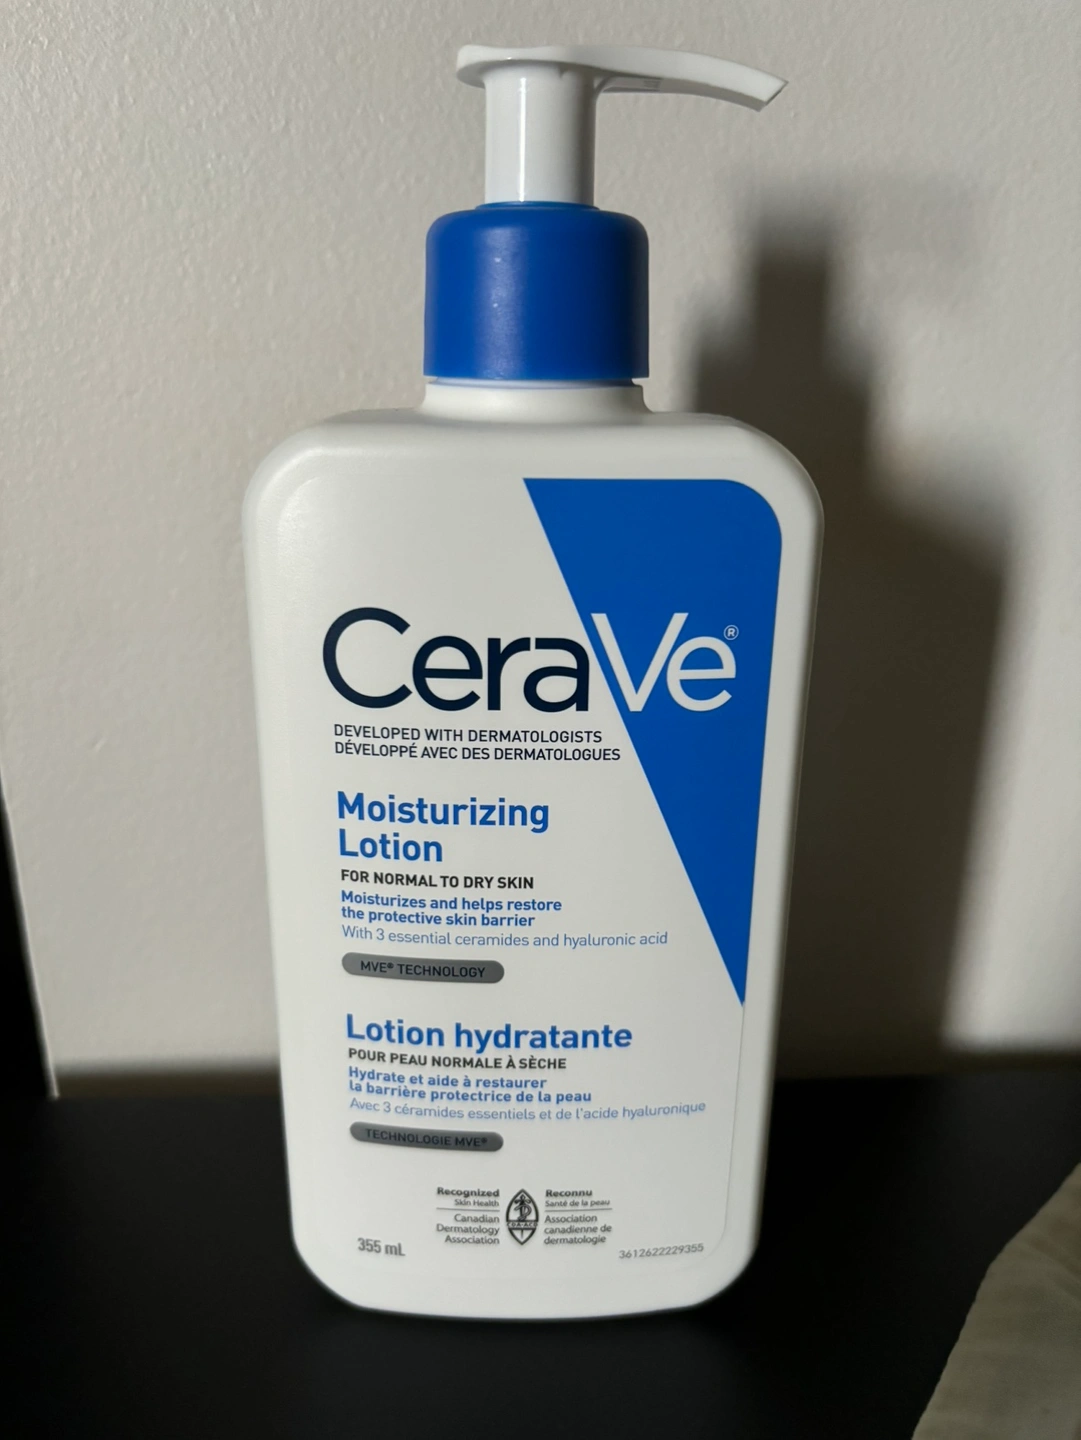 CeraVe®
DEVELOPED WITH DERMATOLOGISTS
DÉVELOPPÉ AVEC DES DERMATOLOGUES
Moisturizing
Lotion
FOR NORMAL TO DRY SKIN
Moisturizes and helps restore
the protective skin barrier
With 3 essential ceramides and hyaluronic acid
MVE® TECHNOLOGY
Lotion hydratante
POUR PEAU NORMALE À SÈCHE
Hydrate et aide à restaurer
la barrière protectrice de la peau
Avec 3 céramides essentiels et de l'acide hyaluronique
TECHNOLOGIE MVE®
Recognized
Skin Health
Canadian
Dermatology
Association
CDA·ACD
Reconnu
Santé de la peau
Association
canadienne de
dermatologie
355 mL
3612622229355